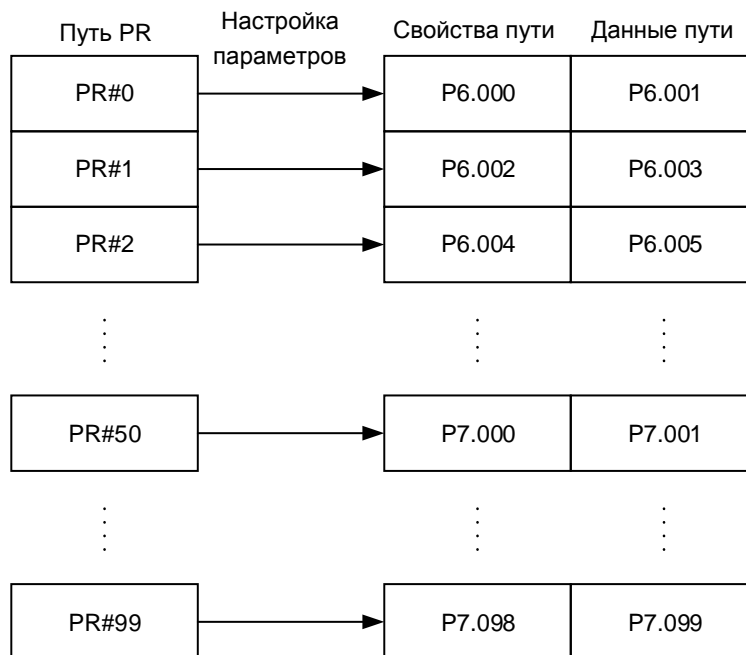 Путь PR
Настройка
параметров
Свойства пути
Данные пути
PR#0
P6.000
P6.001
PR#1
P6.002
P6.003
PR#2
P6.004
P6.005
PR#50
P7.000
P7.001
PR#99
P7.098
P7.099